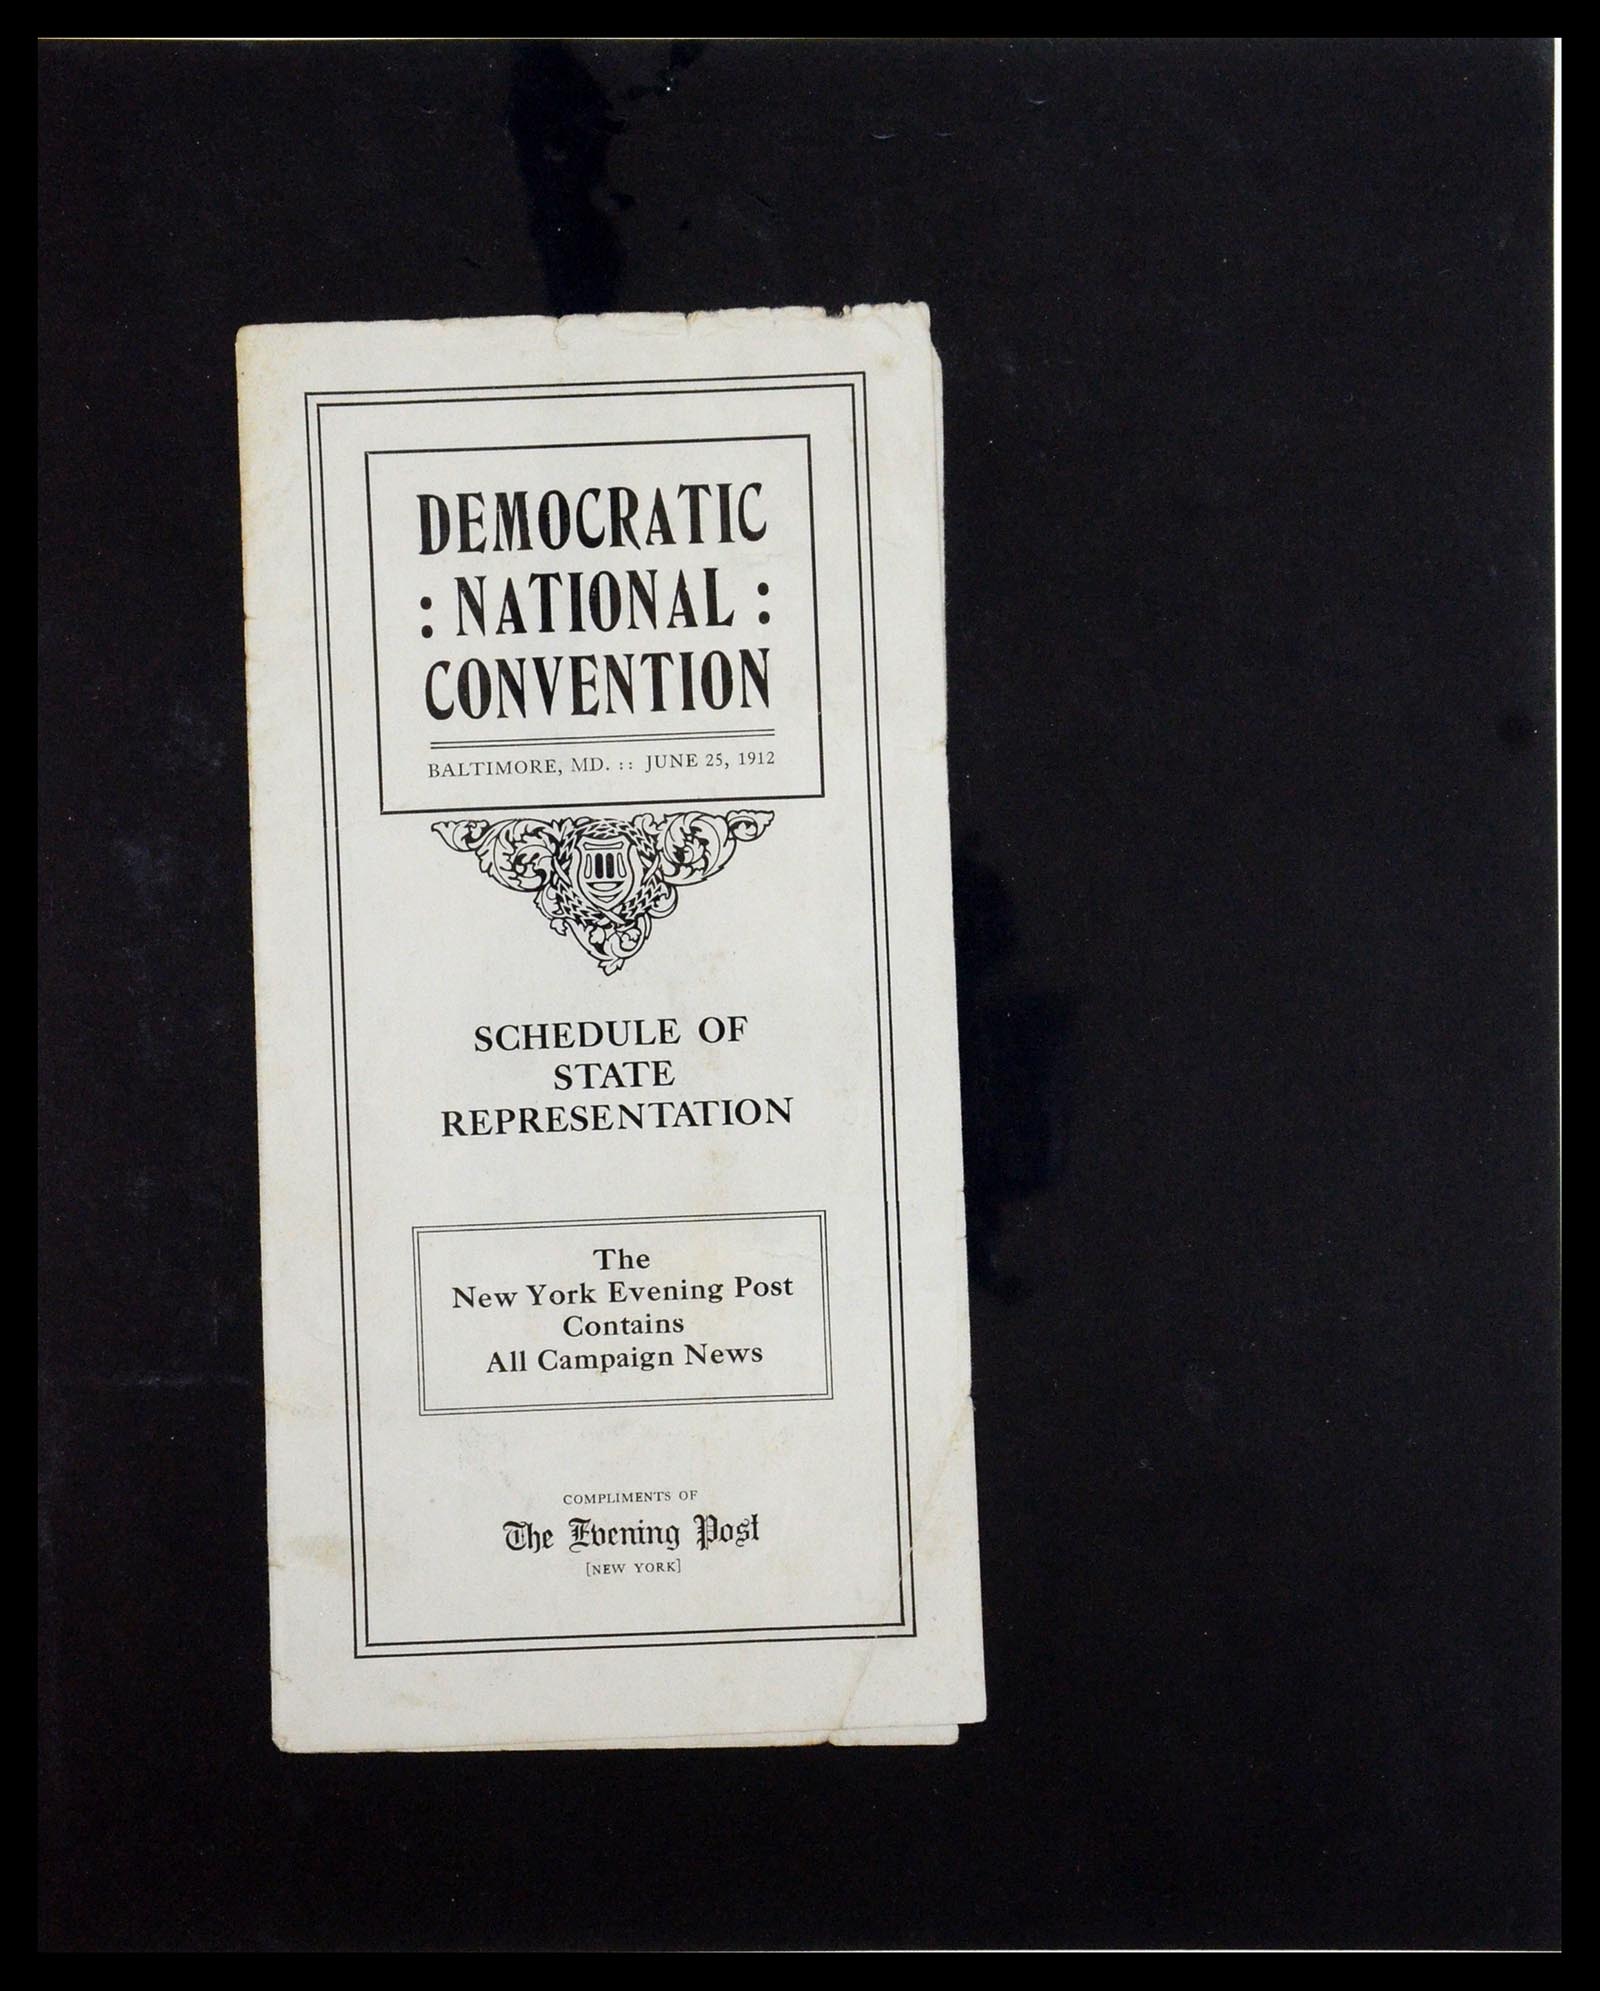 DEMOCRATIC
: NATIONAL :
CONVENTION
BALTIMORE, MD. :: JUNE 25, 1912
SCHEDULE OF
STATE
REPRESENTATION
The
New York Evening Post
Contains
All Campaign News
COMPLIMENTS OF
The Evening Post
[NEW YORK]